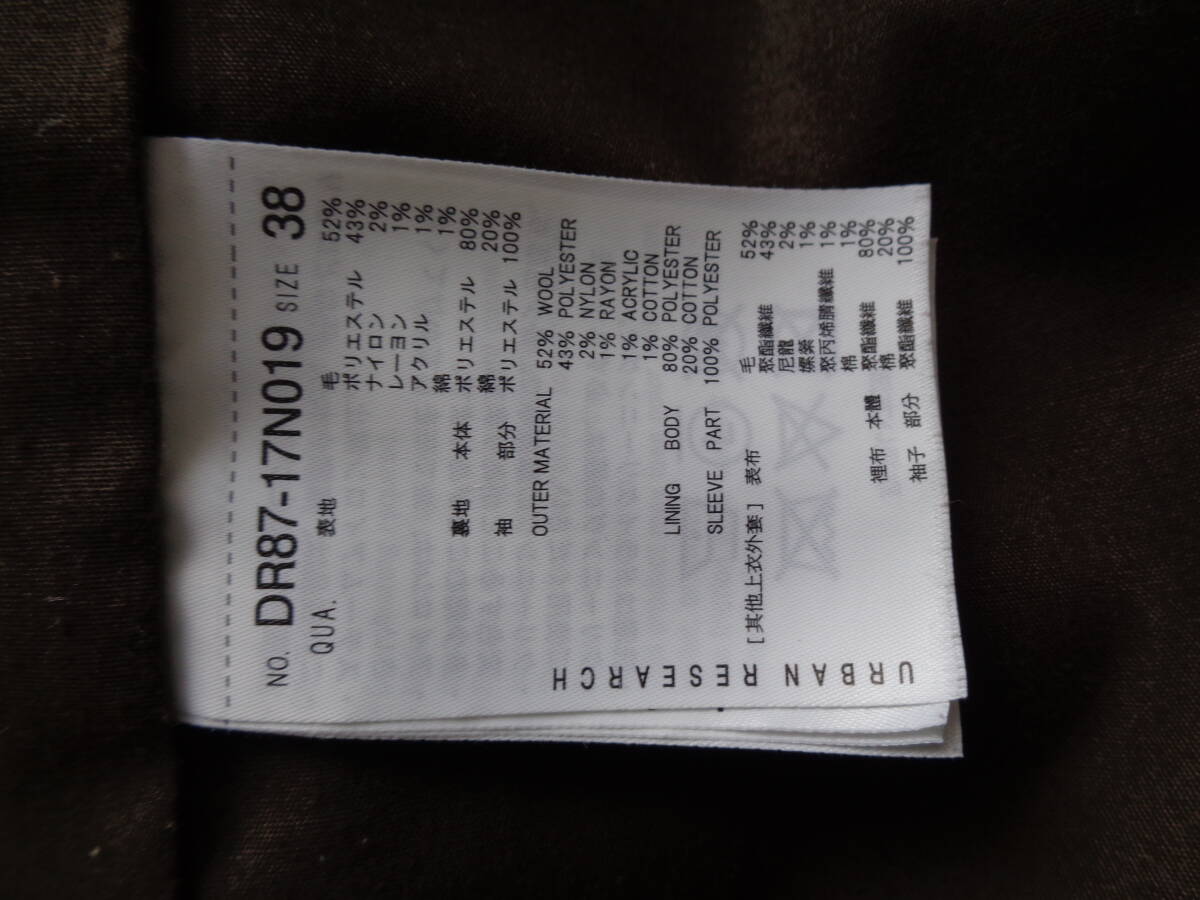 NO. DR87-17N019 SIZE 38
QUA.
表地 毛 52%
ポリエステル 43%
ナイロン 2%
レーヨン 1%
アクリル 1%
綿 1%
裏地 本体 ポリエステル 80%
綿 20%
袖 部分 ポリエステル 100%
OUTER MATERIAL 52% WOOL
43% POLYESTER
2% NYLON
1% RAYON
1% ACRYLIC
1% COTTON
LINING BODY 80% POLYESTER
20% COTTON
SLEEVE PART 100% POLYESTER
[其他上衣外套] 表布 毛 52%
聚酯纖維 43%
尼龍 2%
嫘縈 1%
聚丙烯腈纖維 1%
棉 1%
裡布 本體 聚酯纖維 80%
棉 20%
袖子 部分 聚酯纖維 100%
URBAN RESEARCH